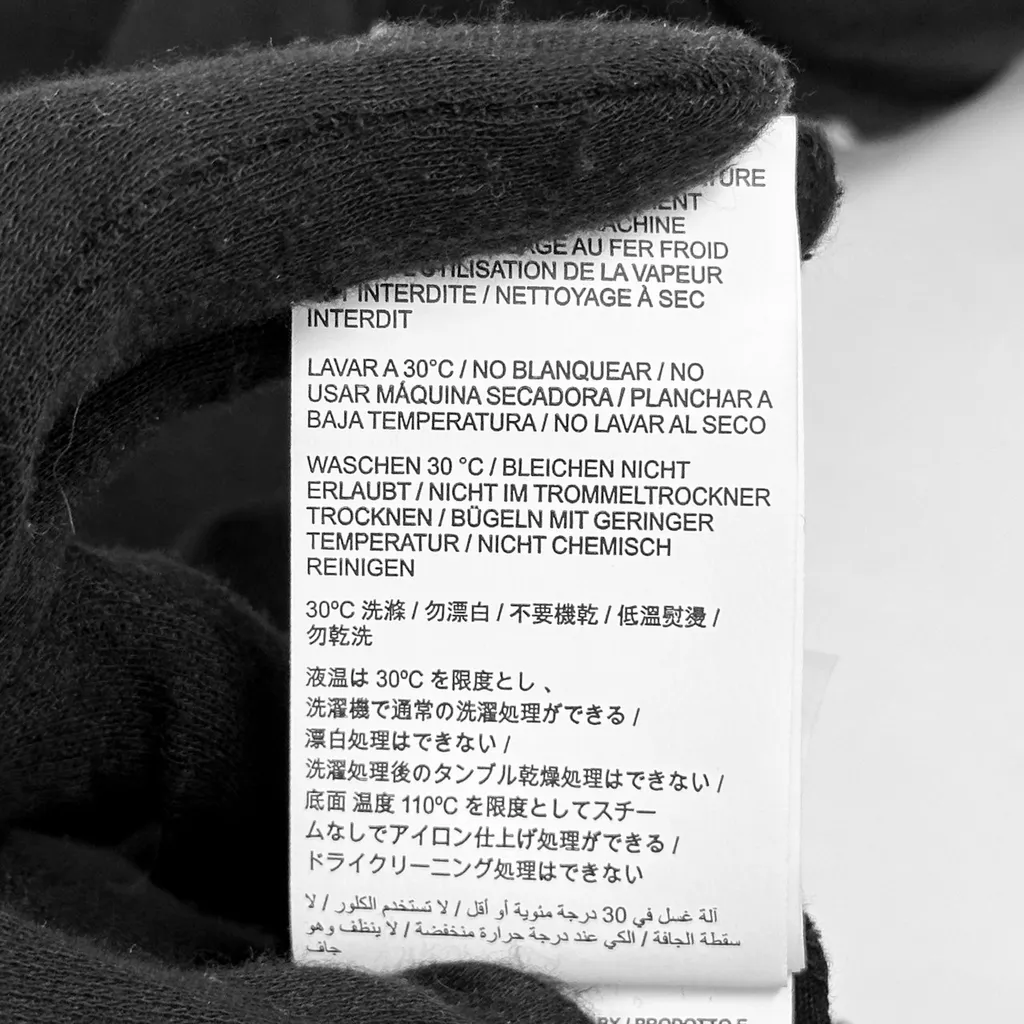 AU FER FROID
UTILISATION DE LA VAPEUR
INTERDITE / NETTOYAGE À SEC
INTERDIT
LAVAR A 30°C / NO BLANQUEAR / NO
USAR MÁQUINA SECADORA / PLANCHAR A
BAJA TEMPERATURA / NO LAVAR AL SECO
WASCHEN 30 °C / BLEICHEN NICHT
ERLAUBT / NICHT IM TROMMELTROCKNER
TROCKNEN / BÜGELN MIT GERINGER
TEMPERATUR / NICHT CHEMISCH
REINIGEN
30ºC 洗滌 / 勿漂白 / 不要機乾 / 低溫熨燙 /
勿乾洗
液温は 30ºC を限度とし 、
洗濯機で通常の洗濯処理ができる /
漂白処理はできない /
洗濯処理後のタンブル乾燥処理はできない /
底面 温度 110ºC を限度としてスチー
ムなしでアイロン仕上げ処理ができる /
ドライクリーニング処理はできない
آلة غسل في 30 درجة مئوية أو أقل / لا تستخدم الكلور / لا
سقطة الجافة / الكي عند درجة حرارة منخفضة / لا ينظف وهو
جاف